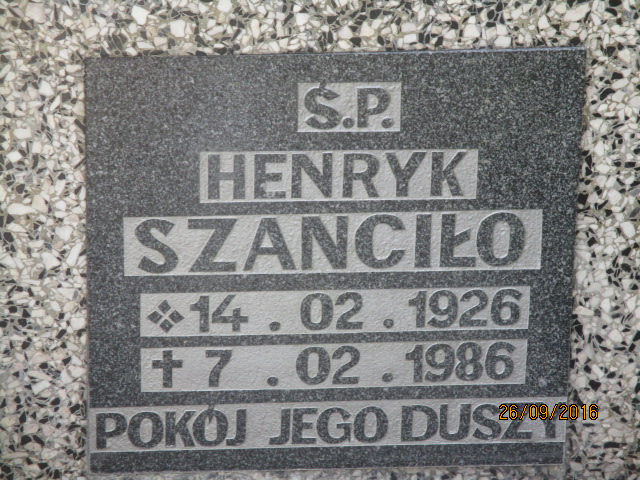 Ś.P.
HENRYK
SZANCIŁO
❖ 14.02.1926
✝ 7.02.1986
POKÓJ JEGO DUSZY
26/09/2016